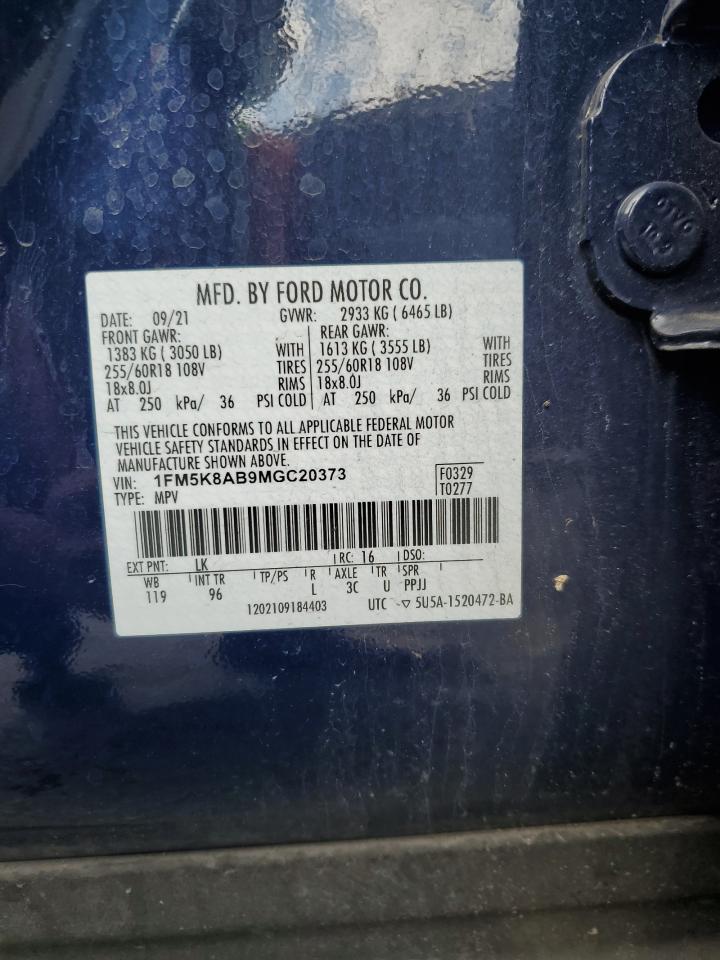 MFD. BY FORD MOTOR CO.
DATE: 09/21 GVWR: 2933 KG ( 6465 LB)
FRONT GAWR: REAR GAWR:
1383 KG ( 3050 LB) WITH 1613 KG ( 3555 LB) WITH
255/60R18 108V TIRES 255/60R18 108V TIRES
18x8.0J RIMS 18x8.0J RIMS
AT 250 kPa/ 36 PSI COLD AT 250 kPa/ 36 PSI COLD
THIS VEHICLE CONFORMS TO ALL APPLICABLE FEDERAL MOTOR
VEHICLE SAFETY STANDARDS IN EFFECT ON THE DATE OF
MANUFACTURE SHOWN ABOVE.
VIN: 1FM5K8AB9MGC20373 F0329
TYPE: MPV T0277
EXT PNT: LK RC: 16 DSO:
WB INT TR TP/PS R AXLE TR SPR
119 96 L 3C U PPJJ
1202109184403 UTC 5U5A-1520472-BA